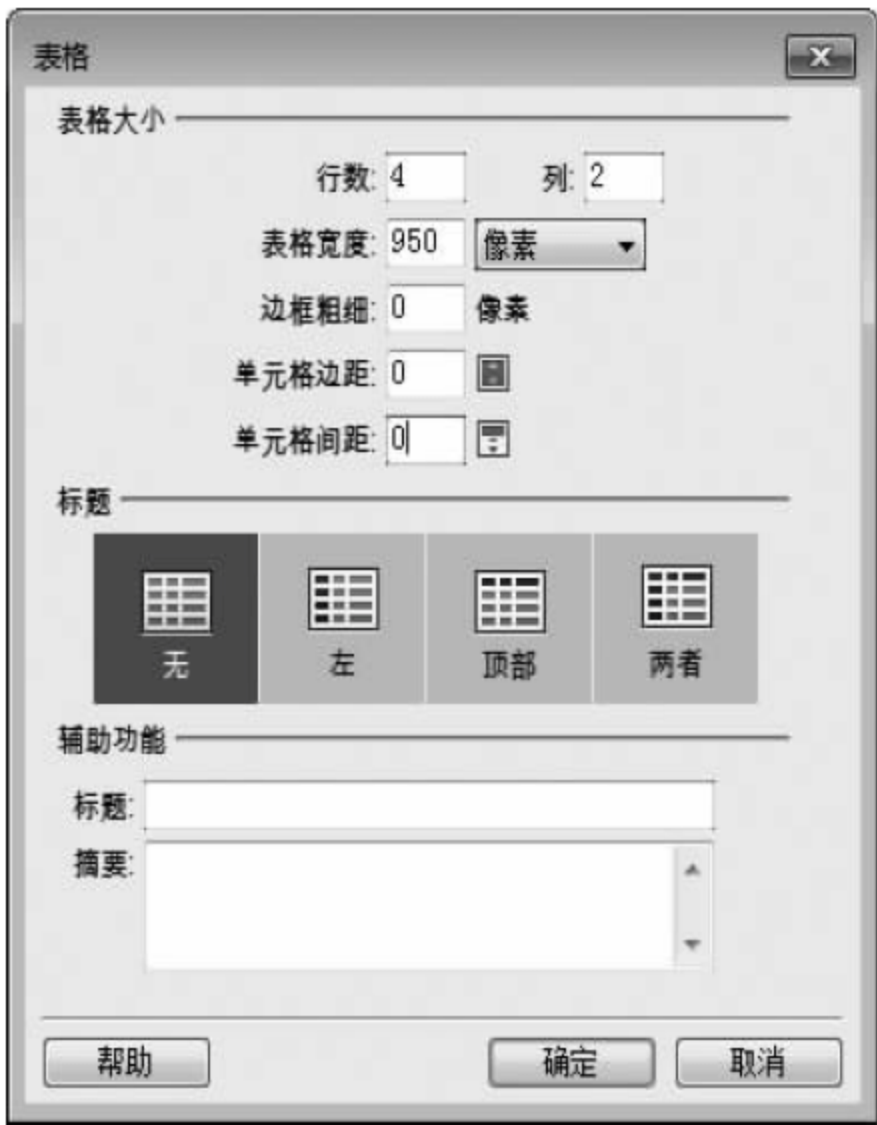 表格
表格大小
行数: 4 列: 2
表格宽度: 950 像素
边框粗细: 0 像素
单元格边距: 0
单元格间距: 0
标题
无 左 顶部 两者
辅助功能
标题:
摘要:
帮助 确定 取消